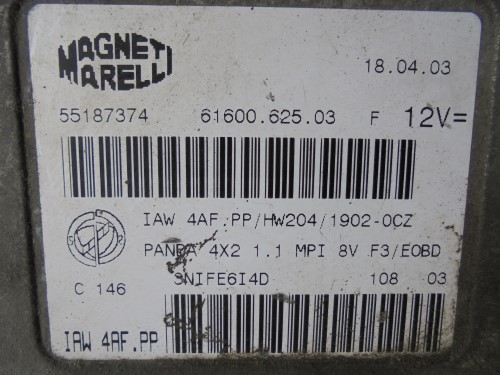 MAGNETI
MARELLI
18.04.03
55187374 61600.625.03 F 12V=
IAW 4AF.PP/HW204/1902-0CZ
PANDA 4X2 1.1 MPI 8V F3/EOBD
C 146 3NIFE6I4D 108 03
IAW 4AF.PP